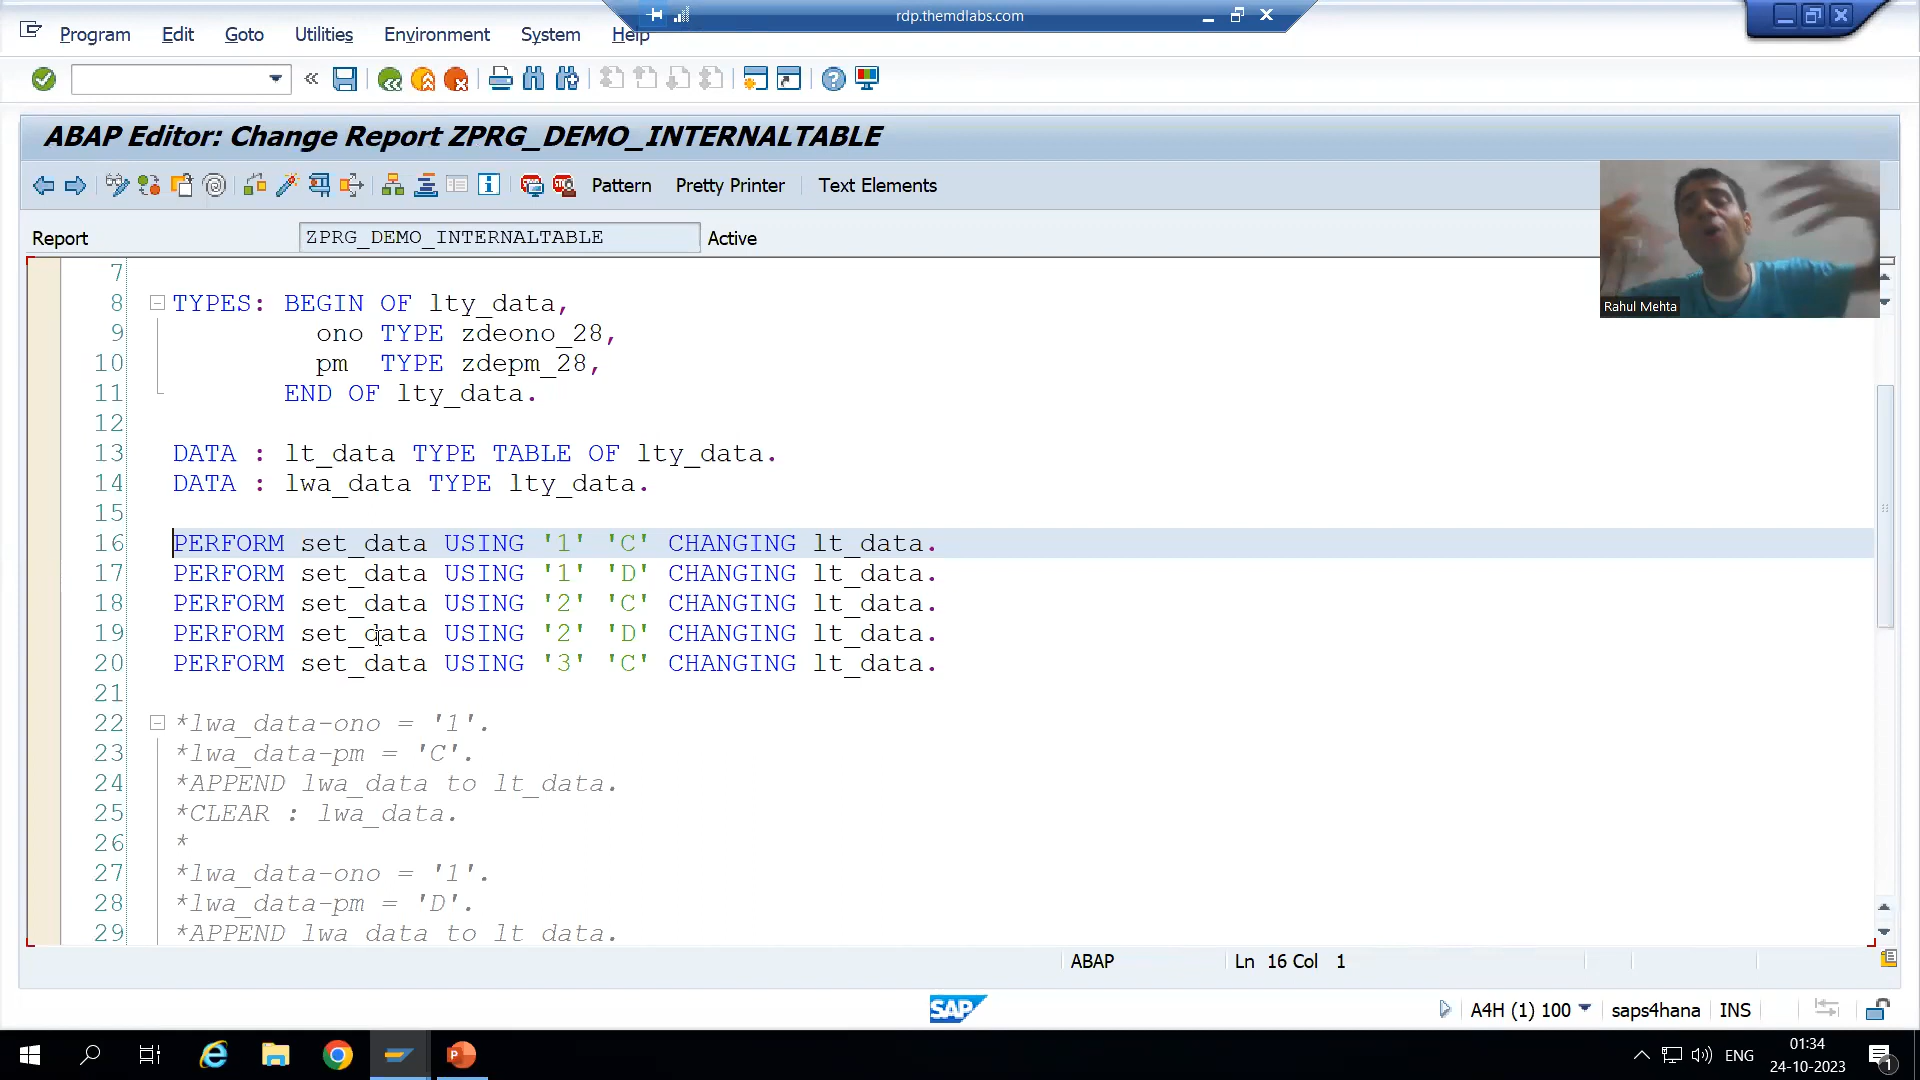 rdp.themdlabs.com
Program Edit Goto Utilities Environment System Help
ABAP Editor: Change Report ZPRG_DEMO_INTERNALTABLE
Pattern Pretty Printer Text Elements
Report ZPRG_DEMO_INTERNALTABLE Active
Rahul Mehta
7
8 TYPES: BEGIN OF lty_data,
9 ono TYPE zdeono_28,
10 pm TYPE zdepm_28,
11 END OF lty_data.
12
13 DATA : lt_data TYPE TABLE OF lty_data.
14 DATA : lwa_data TYPE lty_data.
15
16 PERFORM set_data USING '1' 'C' CHANGING lt_data.
17 PERFORM set_data USING '1' 'D' CHANGING lt_data.
18 PERFORM set_data USING '2' 'C' CHANGING lt_data.
19 PERFORM set_data USING '2' 'D' CHANGING lt_data.
20 PERFORM set_data USING '3' 'C' CHANGING lt_data.
21
22 *lwa_data-ono = '1'.
23 *lwa_data-pm = 'C'.
24 *APPEND lwa_data to lt_data.
25 *CLEAR : lwa_data.
26 *
27 *lwa_data-ono = '1'.
28 *lwa_data-pm = 'D'.
29 *APPEND lwa_data to lt_data.
ABAP Ln 16 Col 1
SAP A4H (1) 100 saps4hana INS
ENG 01:34
24-10-2023 1